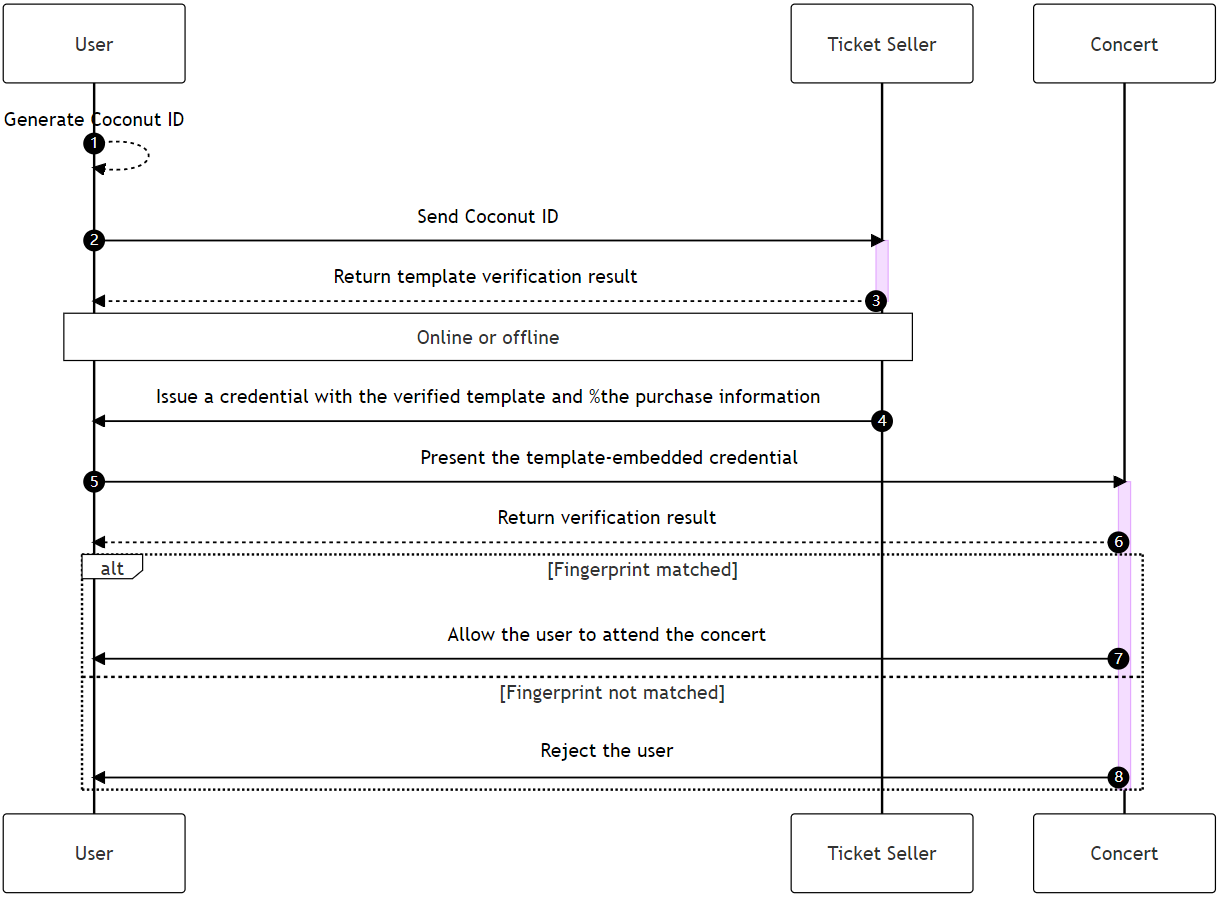 User
Ticket Seller
Concert
Generate Coconut ID
1
Send Coconut ID
2
Return template verification result
3
Online or offline
Issue a credential with the verified template and %the purchase information
4
Present the template-embedded credential
5
Return verification result
6
alt
[Fingerprint matched]
Allow the user to attend the concert
7
[Fingerprint not matched]
Reject the user
8
User
Ticket Seller
Concert